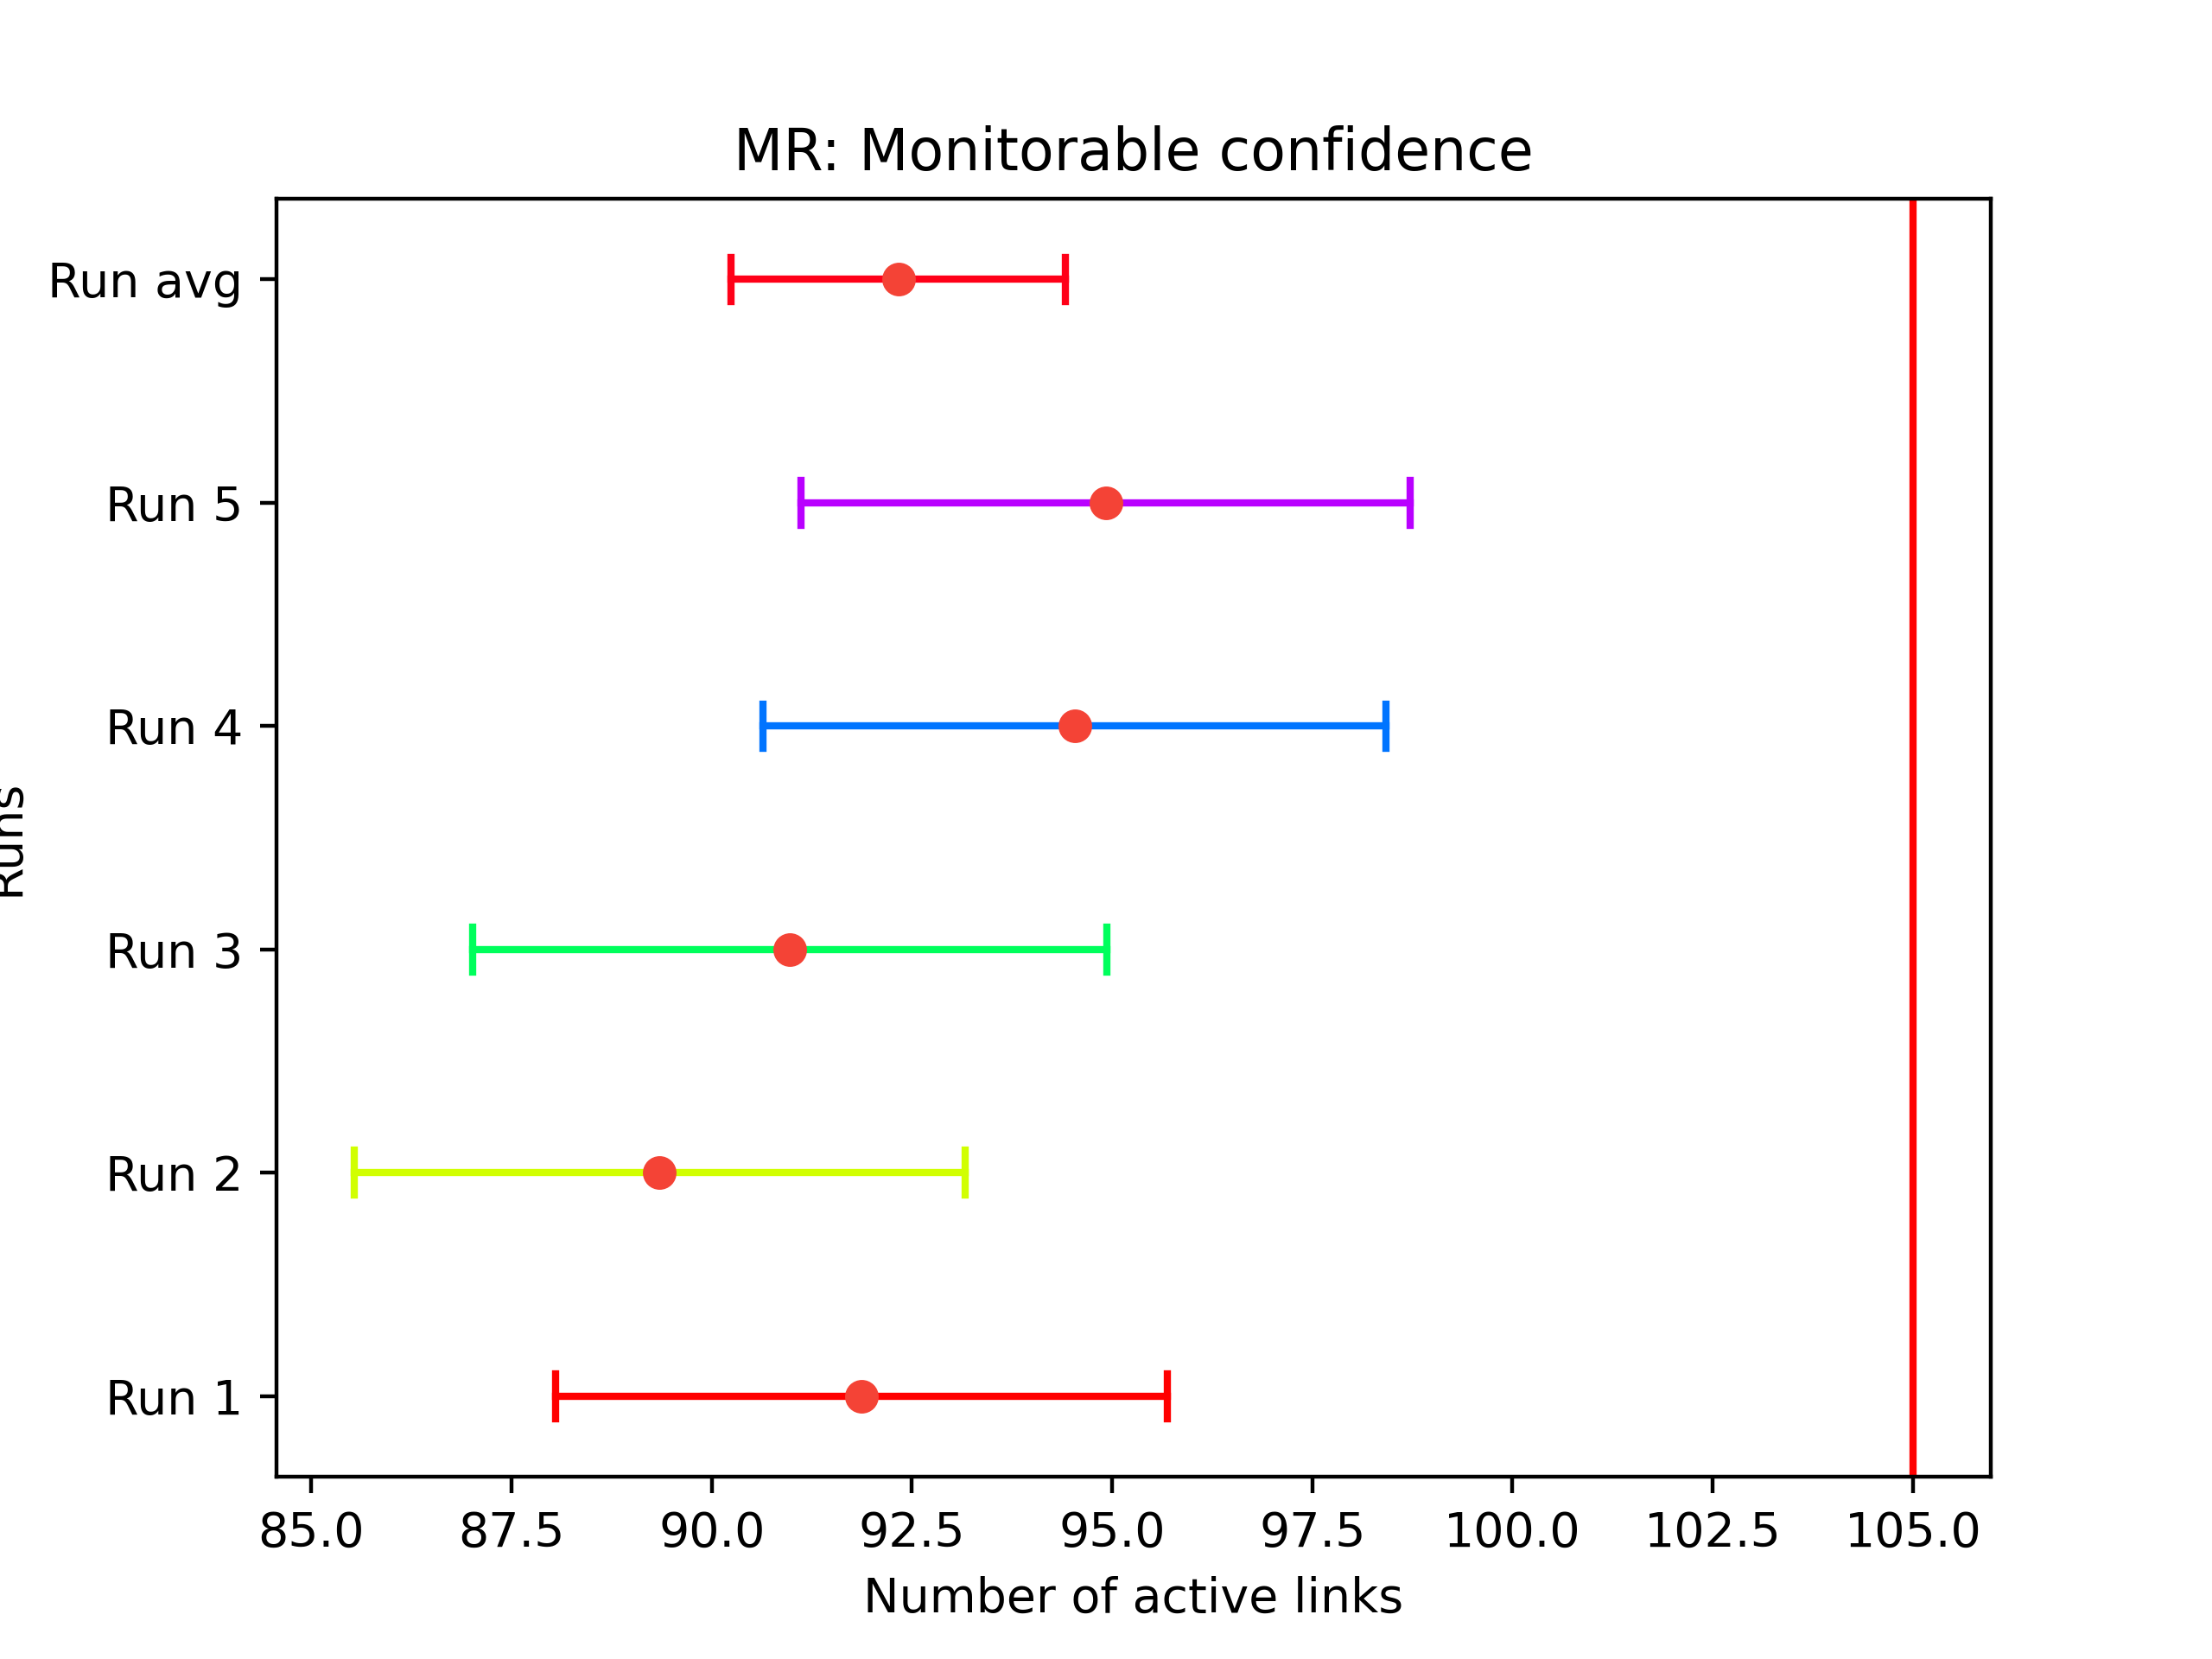 MR: Monitorable confidence
Run avg
Run 5
Run 4
Runs
Run 3
Run 2
Run 1
85.0 87.5 90.0 92.5 95.0 97.5 100.0 102.5 105.0
Number of active links